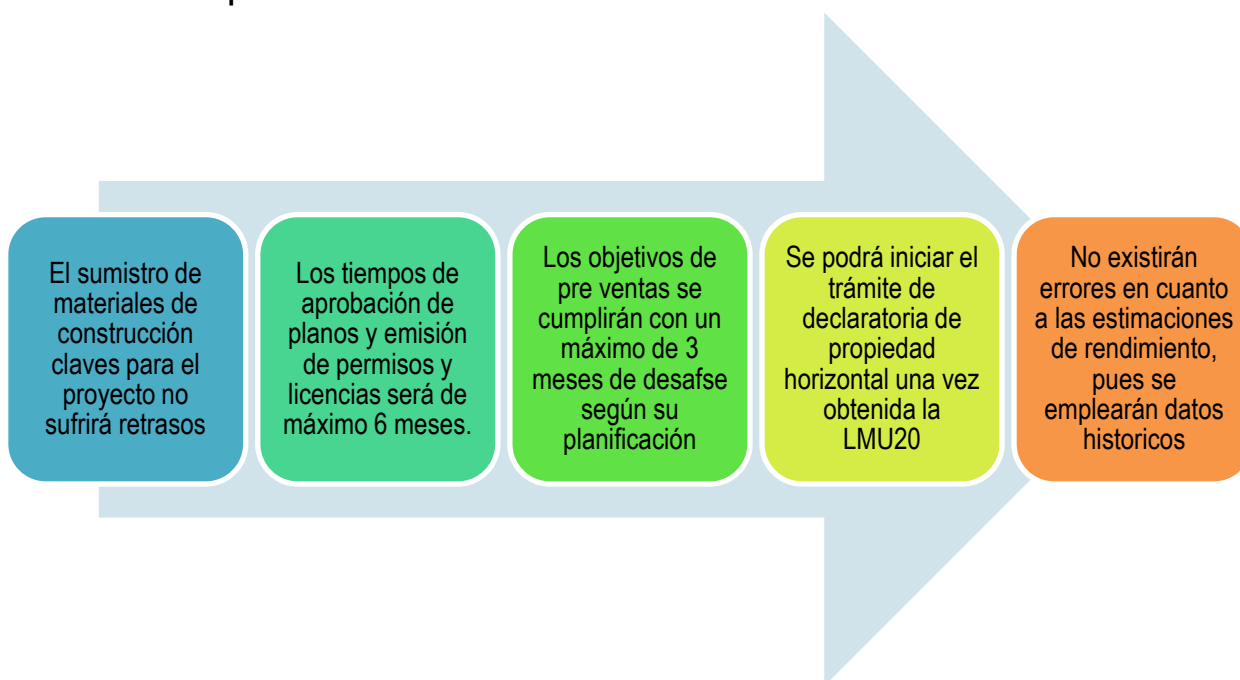 El sumistro de
materiales de
construcción
claves para el
proyecto no
sufrirá retrasos
Los tiempos de
aprobación de
planos y emisión
de permisos y
licencias será de
máximo 6 meses.
Los objetivos de
pre ventas se
cumplirán con un
máximo de 3
meses de desafse
según su
planificación
Se podrá iniciar el
trámite de
declaratoria de
propiedad
horizontal una vez
obtenida la
LMU20
No existirán
errores en cuanto
a las estimaciones
de rendimiento,
pues se
emplearán datos
historicos